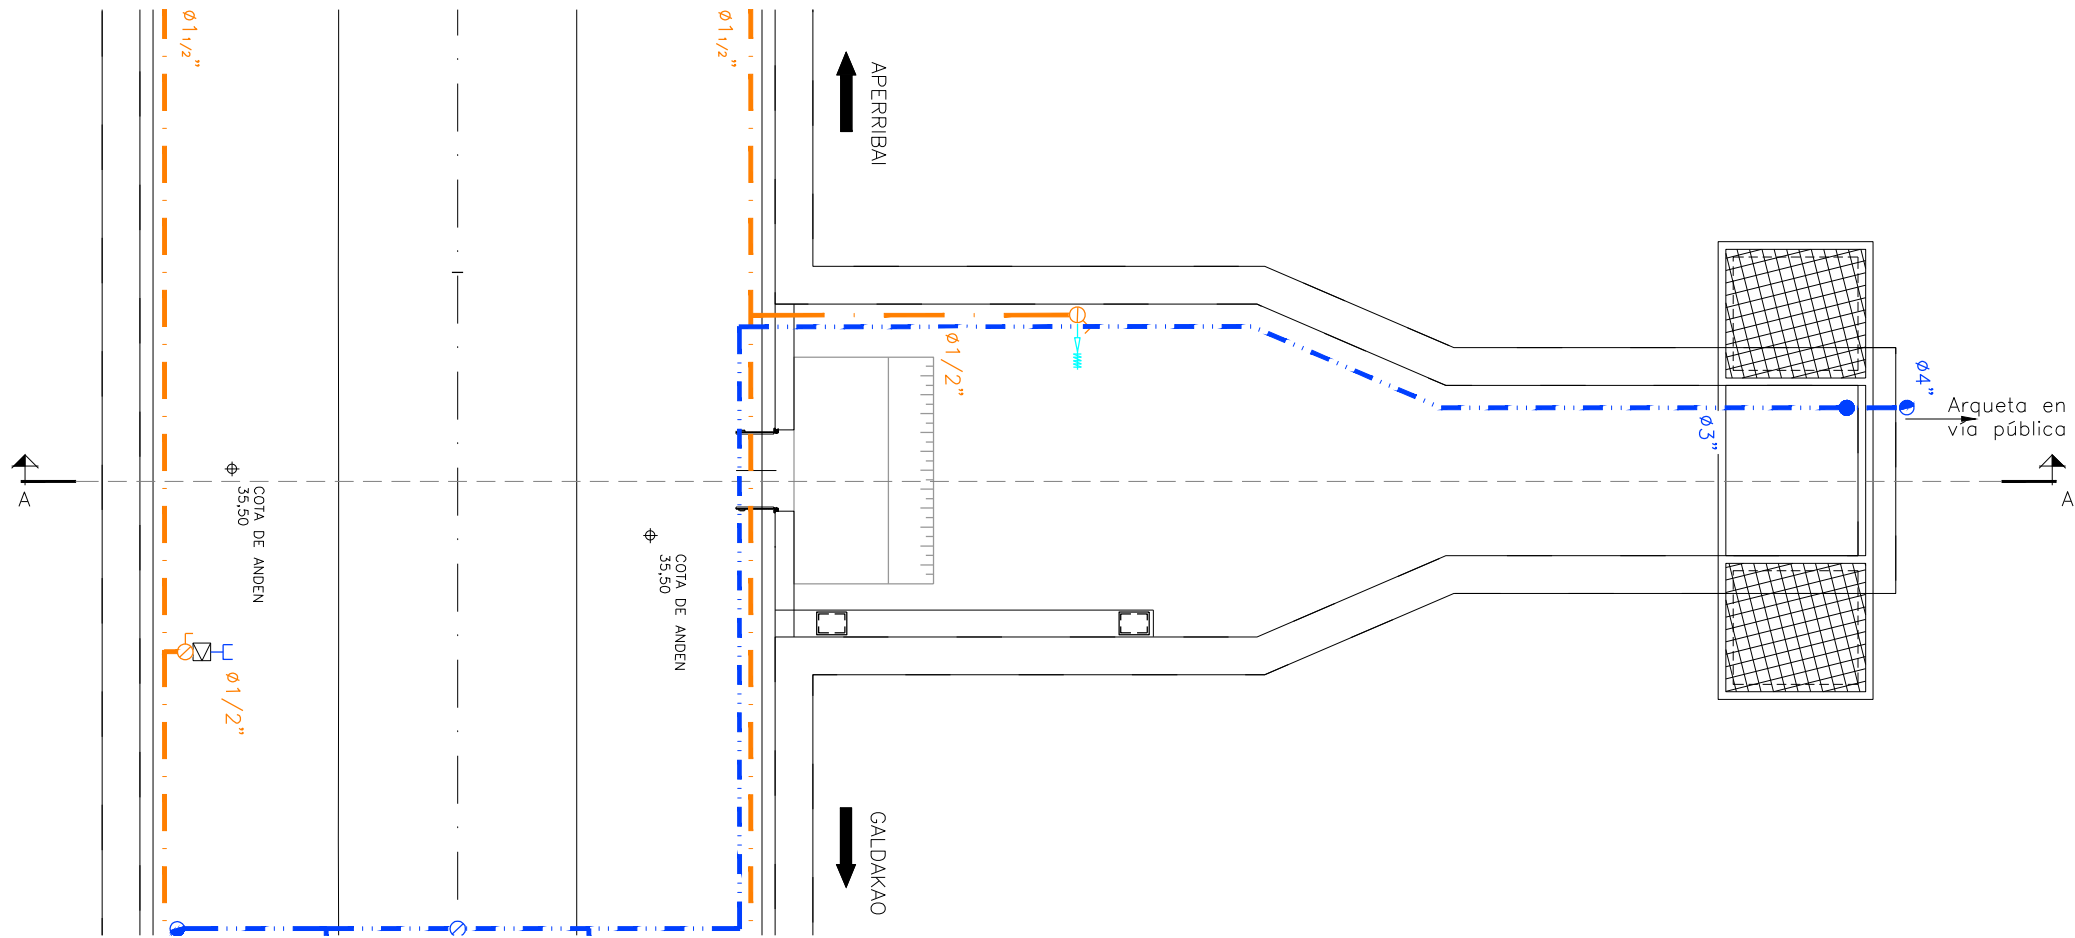 ø1 1/2"
ø1 1/2"
APERRIBAI
ø1/2"
ø4"
Arqueta en
vía pública
ø3"
A
A
COTA DE ANDEN
35,50
COTA DE ANDEN
35,50
ø1/2"
GALDAKAO